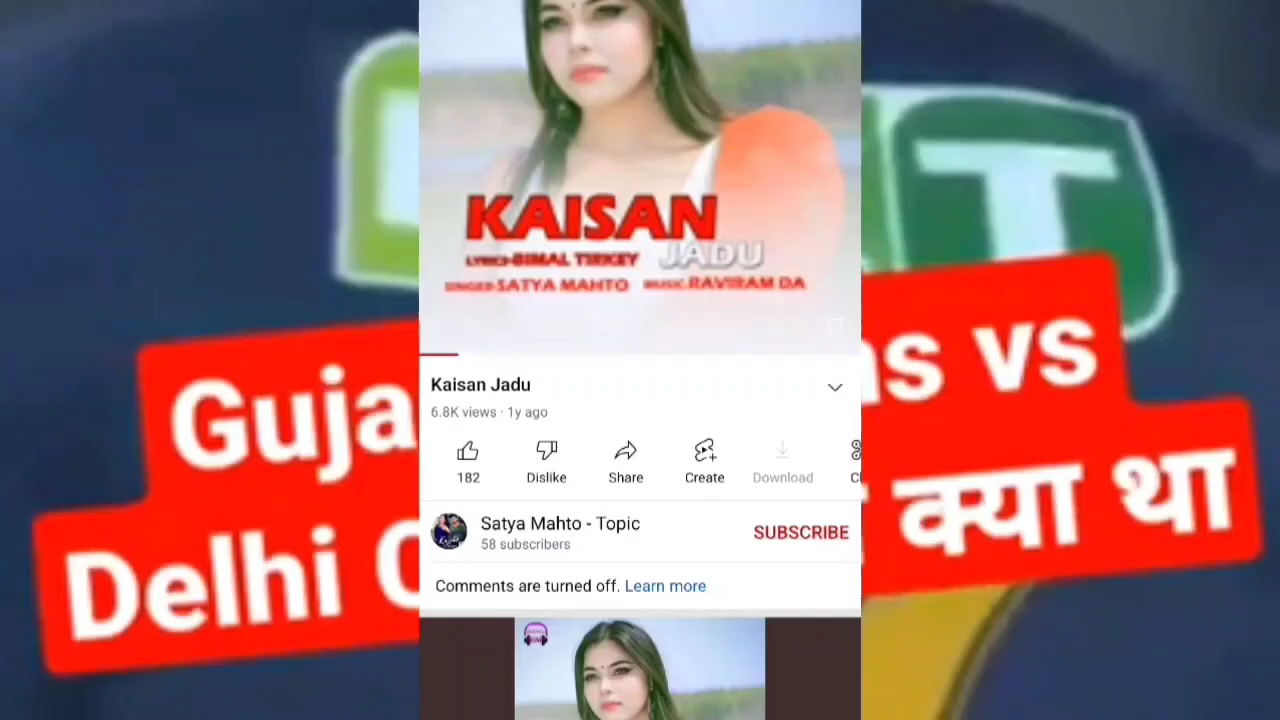 T
KAISAN
JADU
LYRICS-BIMAL TIRKEY
SINGER-SATYA MAHTO MUSIC-RAVIRAM DA
Kaisan Jadu
6.8K views · 1y ago
182
Dislike
Share
Create
Download
Satya Mahto - Topic
58 subscribers
SUBSCRIBE
Comments are turned off. Learn more
Guja
ns vs
Delhi C
क्या था